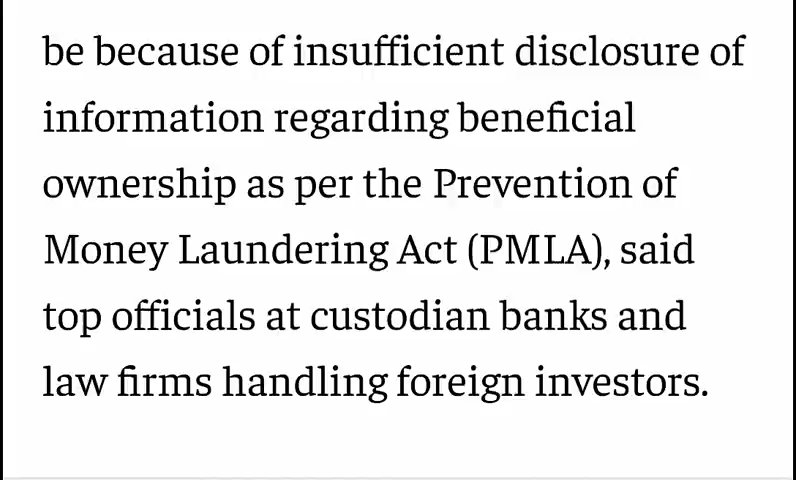 be because of insufficient disclosure of
information regarding beneficial
ownership as per the Prevention of
Money Laundering Act (PMLA), said
top officials at custodian banks and
law firms handling foreign investors.